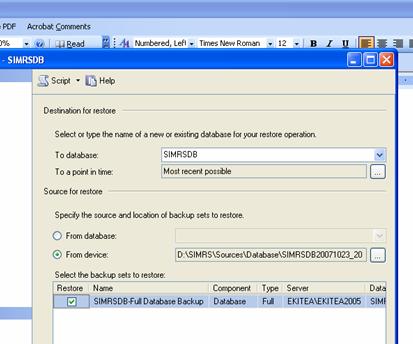 PDF Acrobat Comments
0% Read Numbered, Left Times New Roman 12 B I U
- SIMRSDB
Script Help
Destination for restore
Select or type the name of a new or existing database for your restore operation.
To database: SIMRSDB
To a point in time: Most recent possible ...
Source for restore
Specify the source and location of backup sets to restore.
From database:
From device: D:\SIMRS\Sources\Database\SIMRSDB20071023_20 ...
Select the backup sets to restore:
Restore Name Component Type Server Data
SIMRSDB-Full Database Backup Database Full EKITEA\EKITEA2005 SIMR